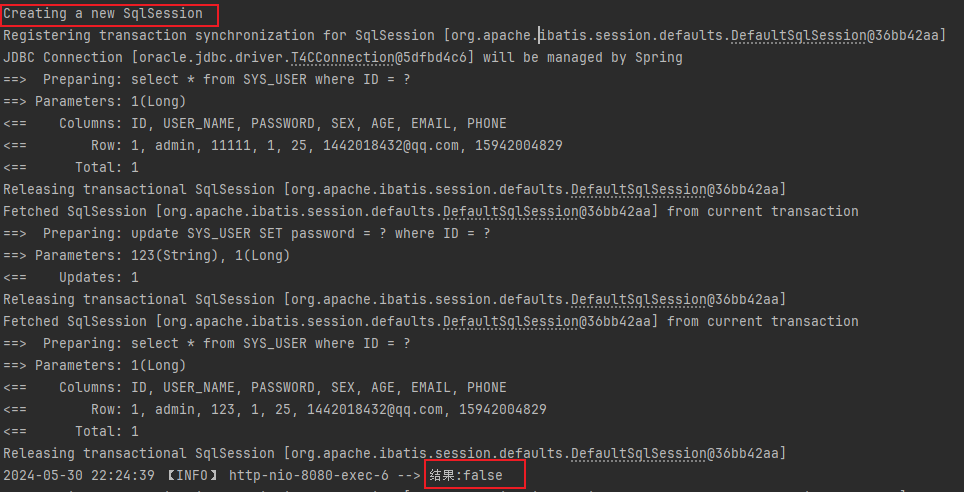 Creating a new SqlSession
Registering transaction synchronization for SqlSession [org.apache.ibatis.session.defaults.DefaultSqlSession@36bb42aa]
JDBC Connection [oracle.jdbc.driver.T4CConnection@5dfbd4c6] will be managed by Spring
==>  Preparing: select * from SYS_USER where ID = ?
==> Parameters: 1(Long)
<==    Columns: ID, USER_NAME, PASSWORD, SEX, AGE, EMAIL, PHONE
<==        Row: 1, admin, 11111, 1, 25, 1442018432@qq.com, 15942004829
<==      Total: 1
Releasing transactional SqlSession [org.apache.ibatis.session.defaults.DefaultSqlSession@36bb42aa]
Fetched SqlSession [org.apache.ibatis.session.defaults.DefaultSqlSession@36bb42aa] from current transaction
==>  Preparing: update SYS_USER SET password = ? where ID = ?
==> Parameters: 123(String), 1(Long)
<==    Updates: 1
Releasing transactional SqlSession [org.apache.ibatis.session.defaults.DefaultSqlSession@36bb42aa]
Fetched SqlSession [org.apache.ibatis.session.defaults.DefaultSqlSession@36bb42aa] from current transaction
==>  Preparing: select * from SYS_USER where ID = ?
==> Parameters: 1(Long)
<==    Columns: ID, USER_NAME, PASSWORD, SEX, AGE, EMAIL, PHONE
<==        Row: 1, admin, 123, 1, 25, 1442018432@qq.com, 15942004829
<==      Total: 1
Releasing transactional SqlSession [org.apache.ibatis.session.defaults.DefaultSqlSession@36bb42aa]
2024-05-30 22:24:39 【INFO】 http-nio-8080-exec-6 --> 结果:false